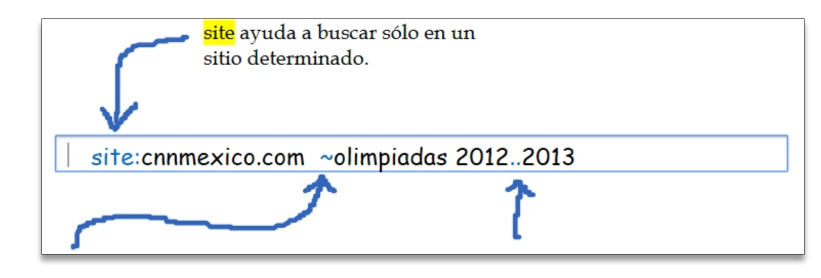 site ayuda a buscar sólo en un
sitio determinado.
site:cnnmexico.com ~olimpiadas 2012..2013